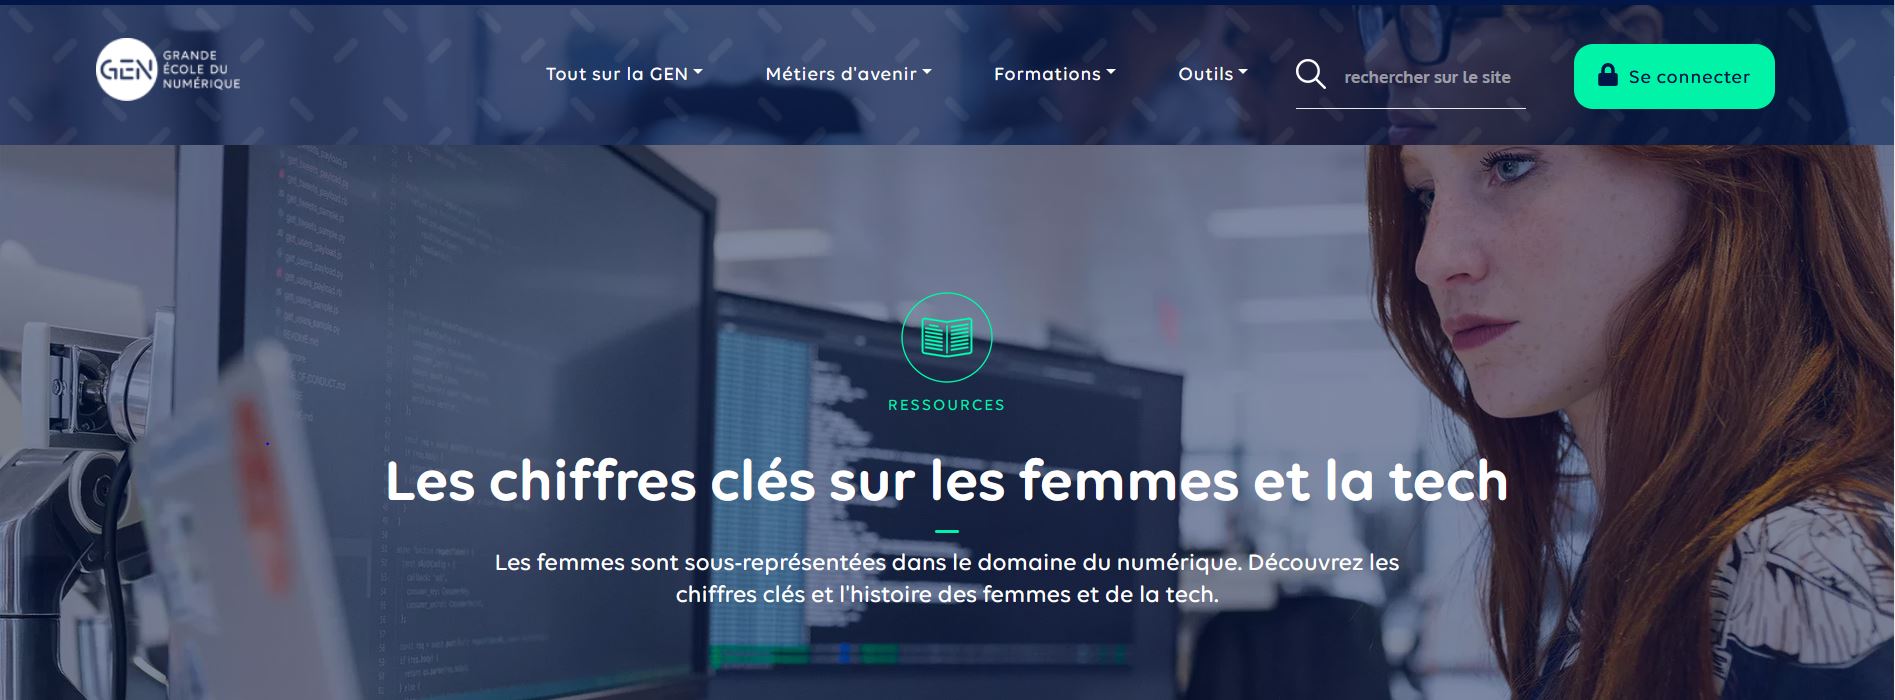 GEN
GRANDE
ÉCOLE DU
NUMÉRIQUE
Tout sur la GEN
Métiers d'avenir
Formations
Outils
rechercher sur le site
Se connecter
RESSOURCES
Les chiffres clés sur les femmes et la tech
Les femmes sont sous-représentées dans le domaine du numérique. Découvrez les
chiffres clés et l'histoire des femmes et de la tech.